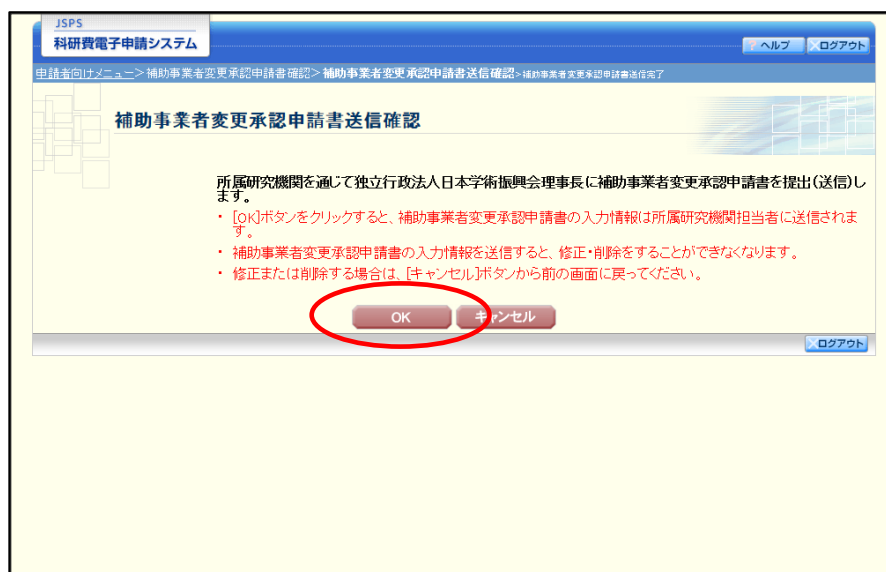 JSPS
科研費電子申請システム
ヘルプ
ログアウト
申請者向けメニュー>補助事業者変更承認申請書確認>補助事業者変更承認申請書送信確認>補助事業者変更承認申請書送信完了
補助事業者変更承認申請書送信確認
所属研究機関を通じて独立行政法人日本学術振興会理事長に補助事業者変更承認申請書を提出(送信)し
ます。
・ [OK]ボタンをクリックすると、補助事業者変更承認申請書の入力情報は所属研究機関担当者に送信されま
す。
・ 補助事業者変更承認申請書の入力情報を送信すると、修正・削除をすることができなくなります。
・ 修正または削除する場合は、[キャンセル]ボタンから前の画面に戻ってください。
OK
キャンセル
ログアウト